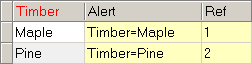 Timber Alert Ref
Maple Timber=Maple 1
Pine Timber=Pine 2